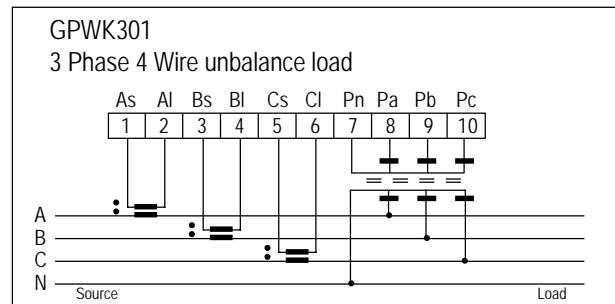 GPWK301
3 Phase 4 Wire unbalance load
As Al Bs Bl Cs Cl Pn Pa Pb Pc
1 2 3 4 5 6 7 8 9 10
A
B
C
N
Source Load